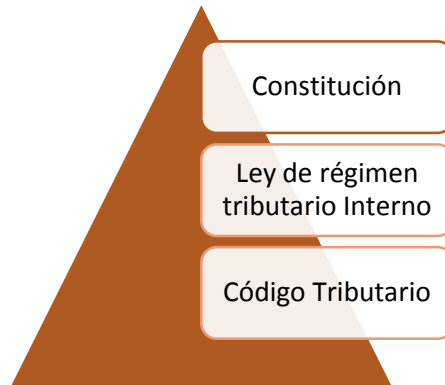 Constitución
Ley de régimen
tributario Interno
Código Tributario